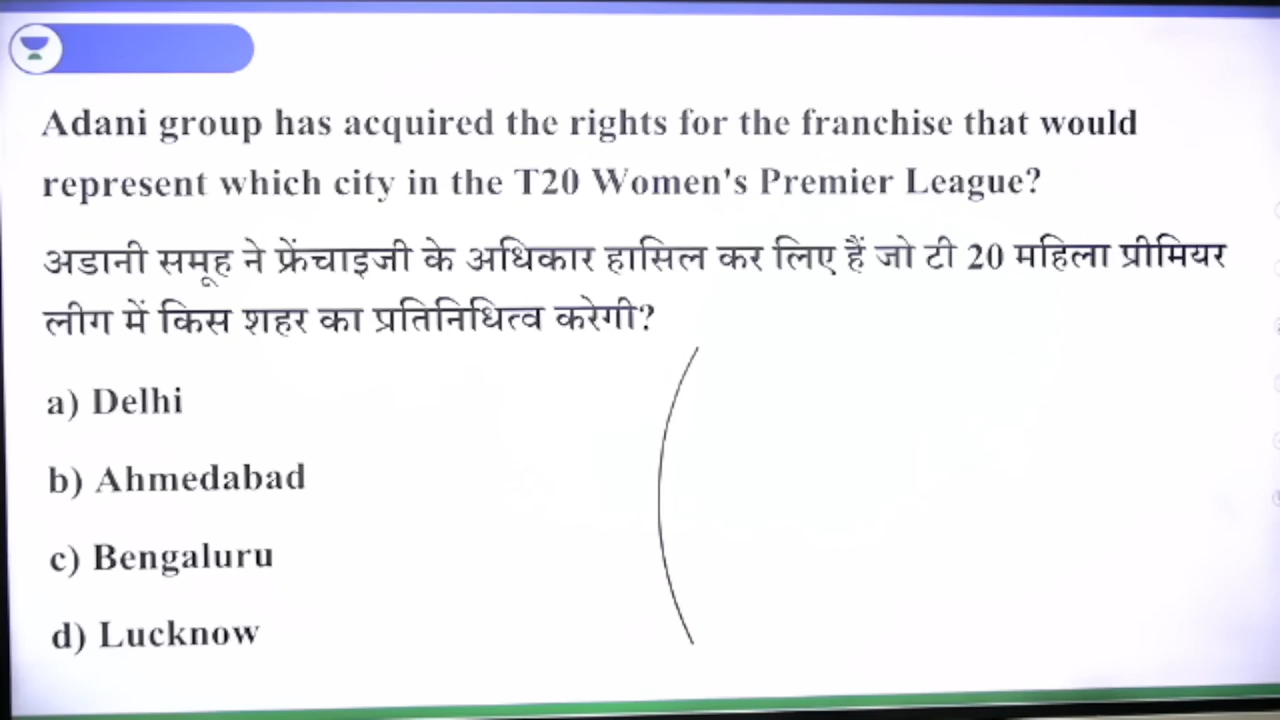 Adani group has acquired the rights for the franchise that would
represent which city in the T20 Women's Premier League?
अडानी समूह ने फ्रेंचाइजी के अधिकार हासिल कर लिए हैं जो टी 20 महिला प्रीमियर
लीग में किस शहर का प्रतिनिधित्व करेगी?
a) Delhi
b) Ahmedabad
c) Bengaluru
d) Lucknow